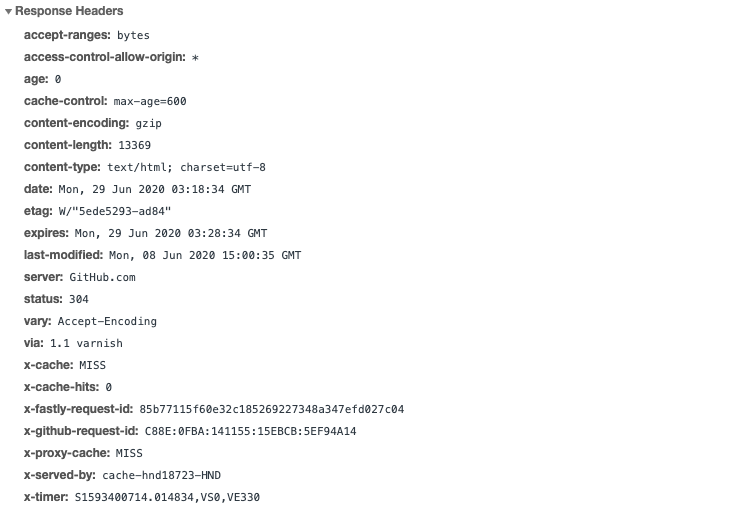 Response Headers
accept-ranges: bytes
access-control-allow-origin: *
age: 0
cache-control: max-age=600
content-encoding: gzip
content-length: 13369
content-type: text/html; charset=utf-8
date: Mon, 29 Jun 2020 03:18:34 GMT
etag: W/"5ede5293-ad84"
expires: Mon, 29 Jun 2020 03:28:34 GMT
last-modified: Mon, 08 Jun 2020 15:00:35 GMT
server: GitHub.com
status: 304
vary: Accept-Encoding
via: 1.1 varnish
x-cache: MISS
x-cache-hits: 0
x-fastly-request-id: 85b77115f60e32c185269227348a347efd027c04
x-github-request-id: C88E:0FBA:141155:15EBCB:5EF94A14
x-proxy-cache: MISS
x-served-by: cache-hnd18723-HND
x-timer: S1593400714.014834,VS0,VE330